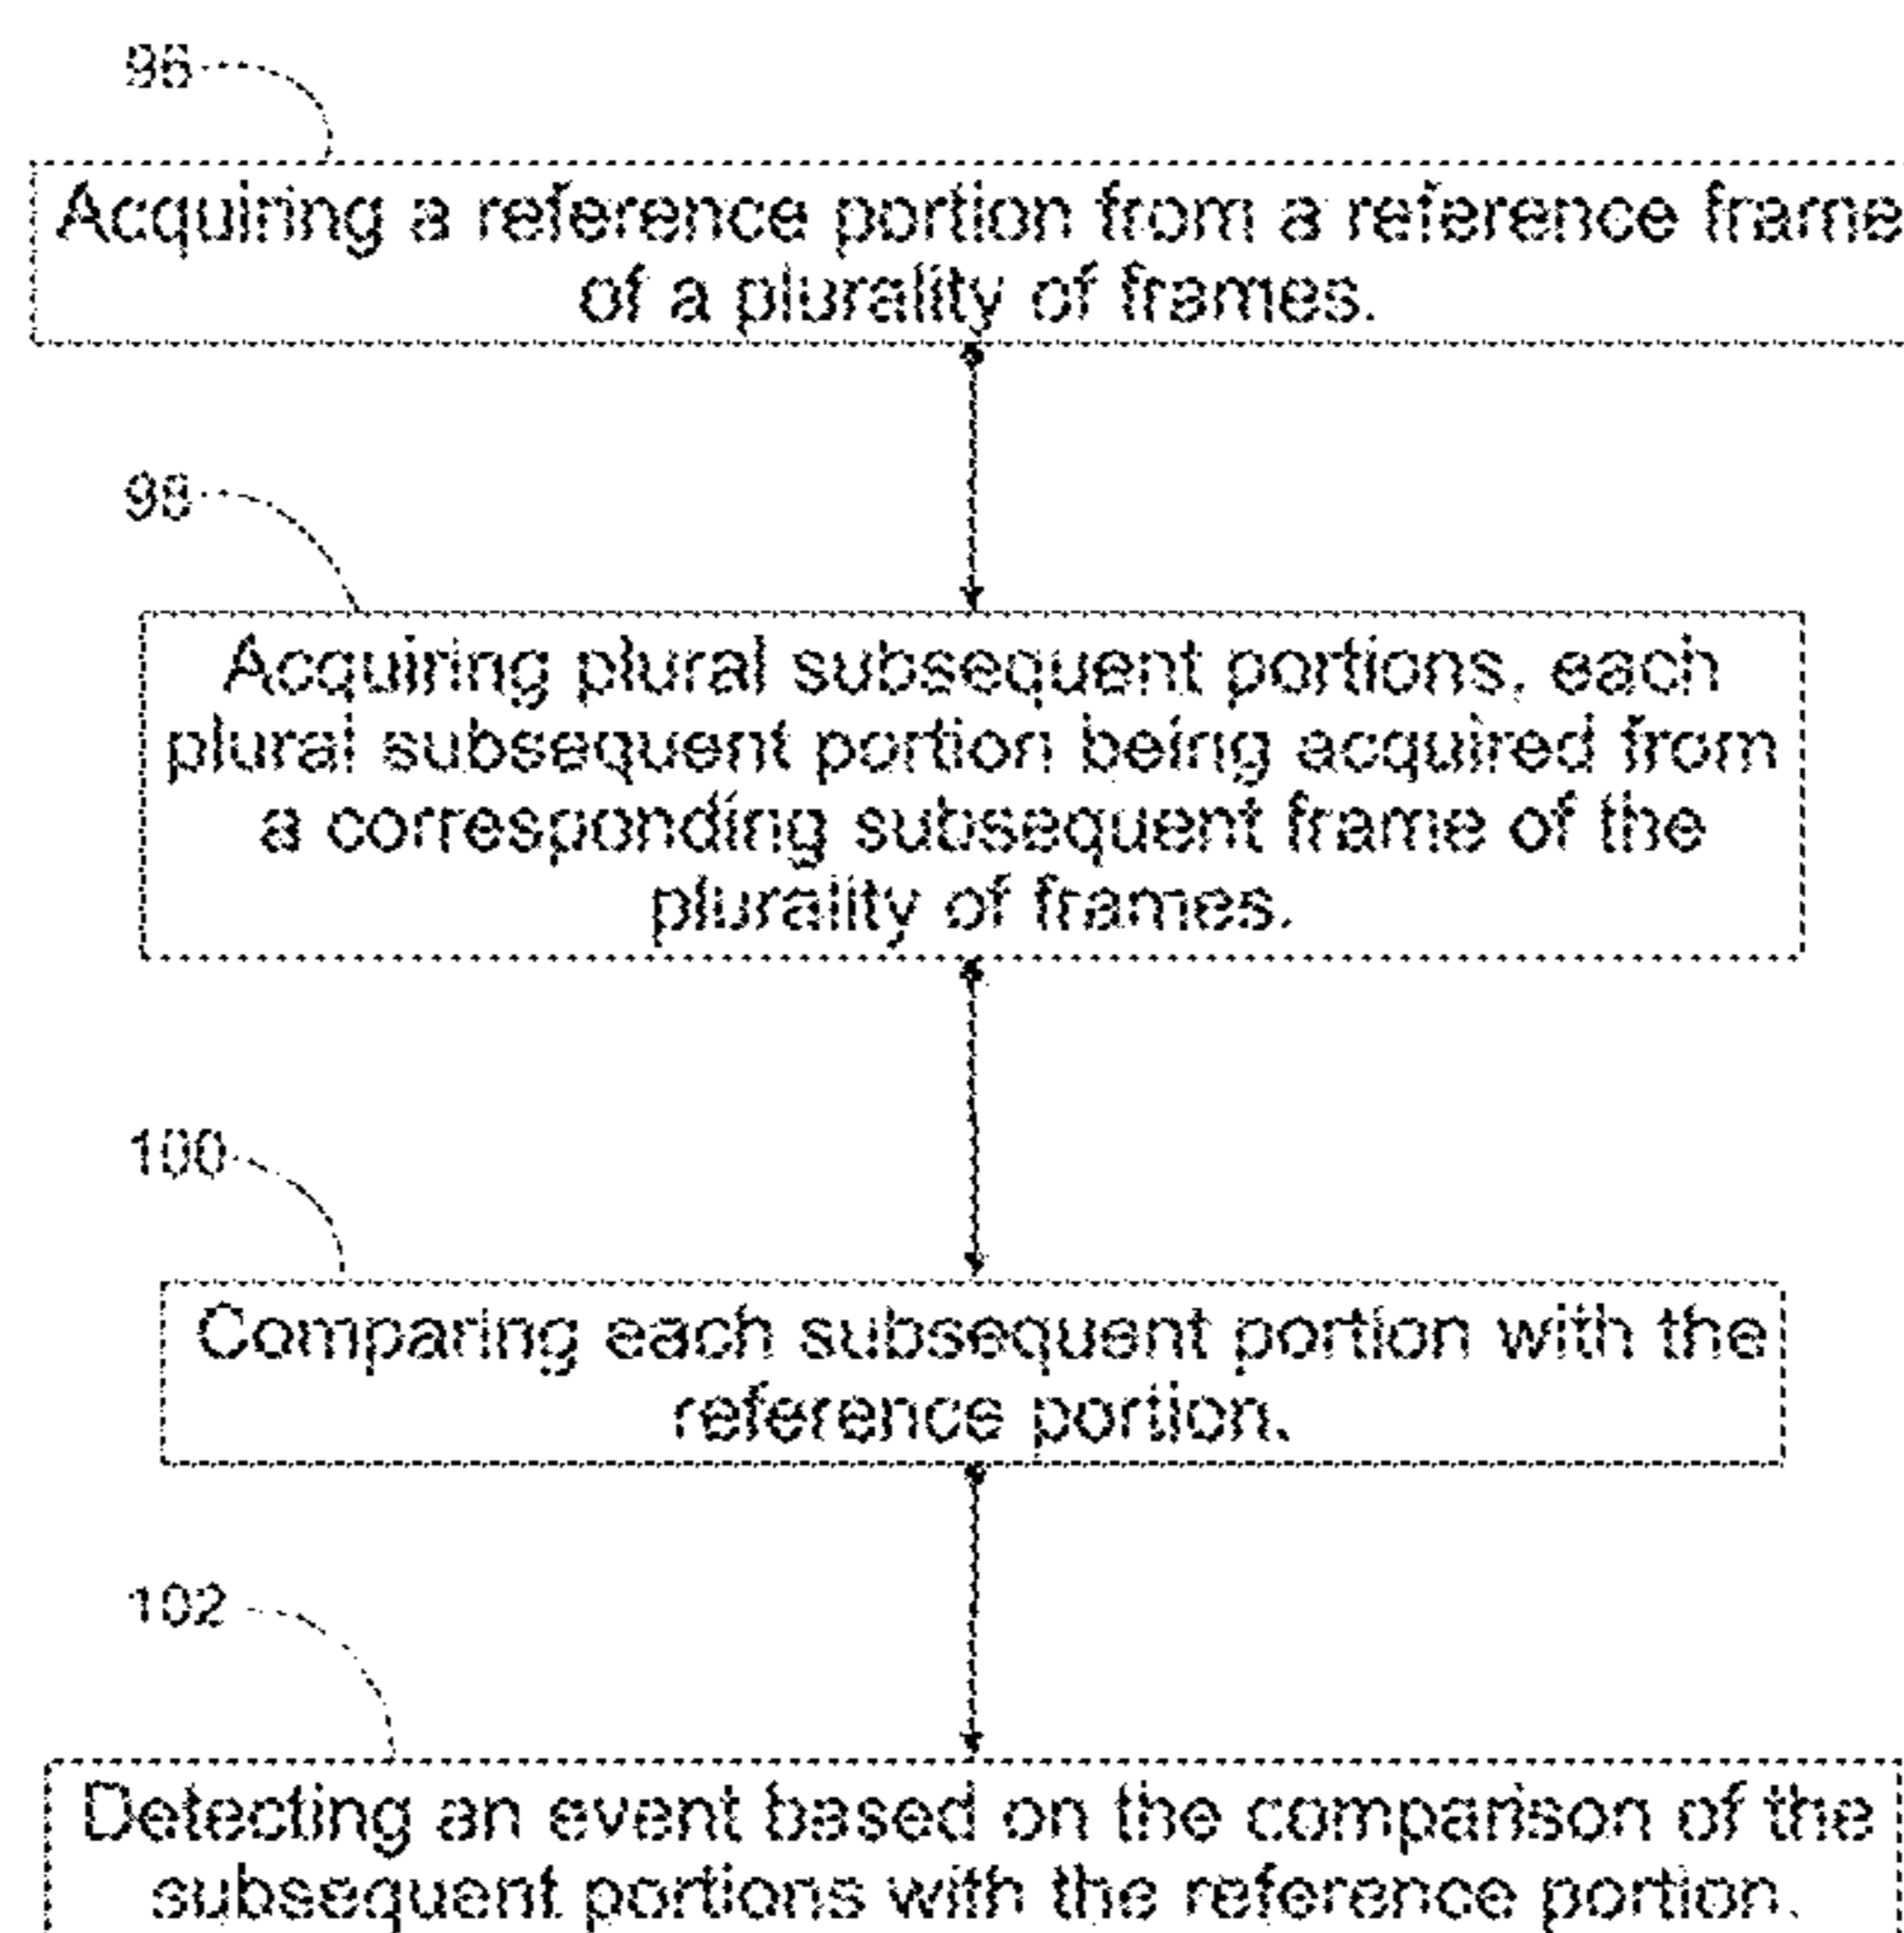 96
Acquiring a reference portion from a reference frame
of a plurality of frames.
98
Acquiring plural subsequent portions, each
plural subsequent portion being acquired from
a corresponding subsequent frame of the
plurality of frames.
100
Comparing each subsequent portion with the
reference portion.
102
Detecting an event based on the comparison of the
subsequent portions with the reference portion.